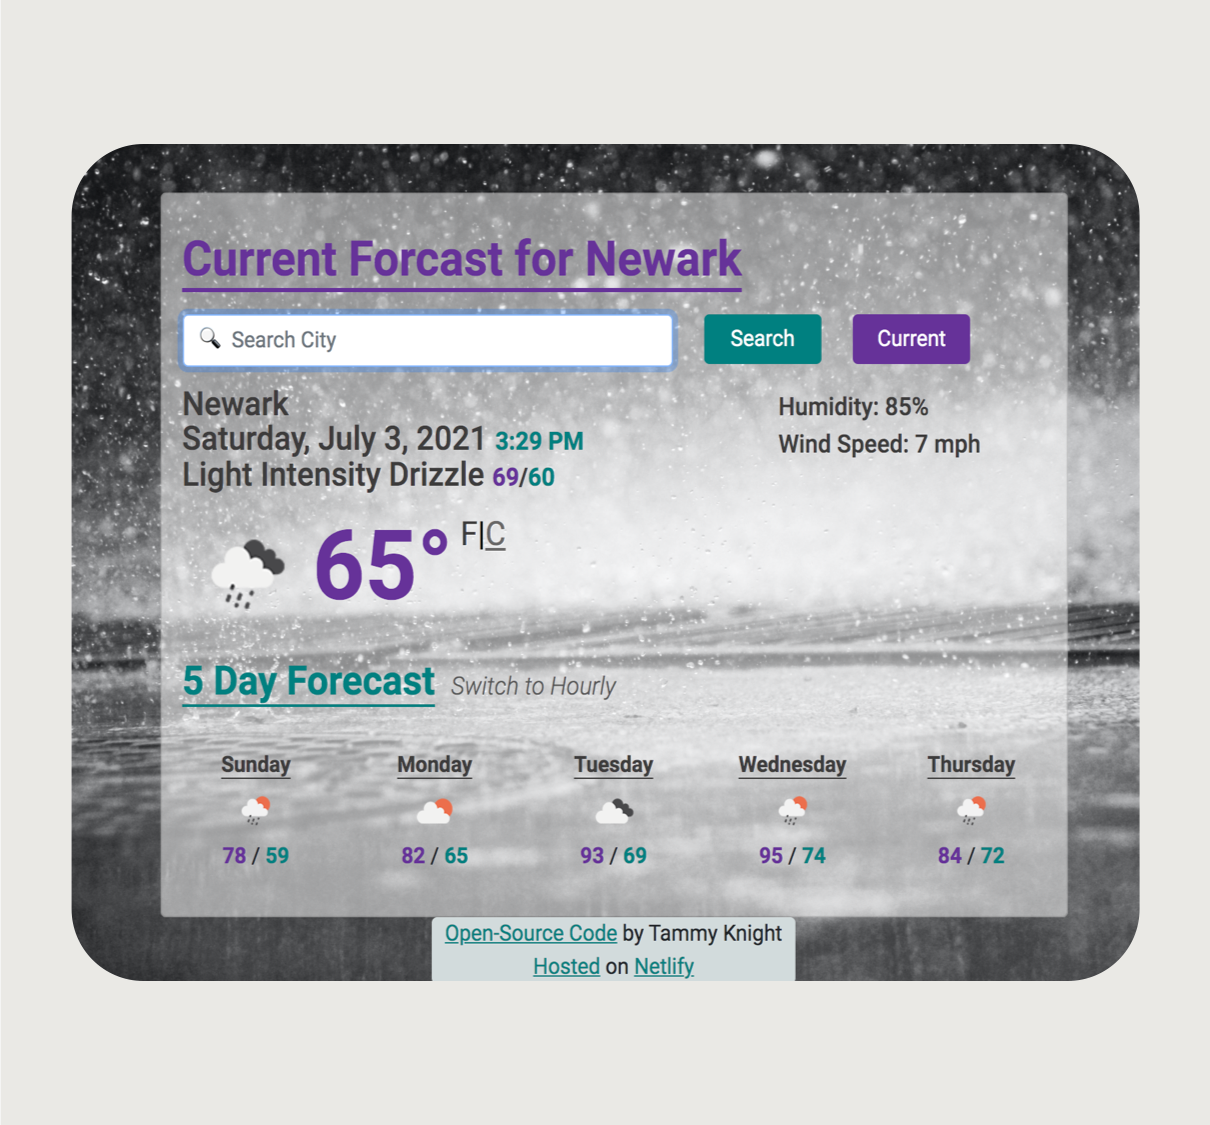 Current Forcast for Newark
Search City
Search
Current
Newark
Saturday, July 3, 2021 3:29 PM
Light Intensity Drizzle 69/60
Humidity: 85%
Wind Speed: 7 mph
65° F|C
5 Day Forecast Switch to Hourly
Sunday Monday Tuesday Wednesday Thursday
78 / 59 82 / 65 93 / 69 95 / 74 84 / 72
Open-Source Code by Tammy Knight
Hosted on Netlify